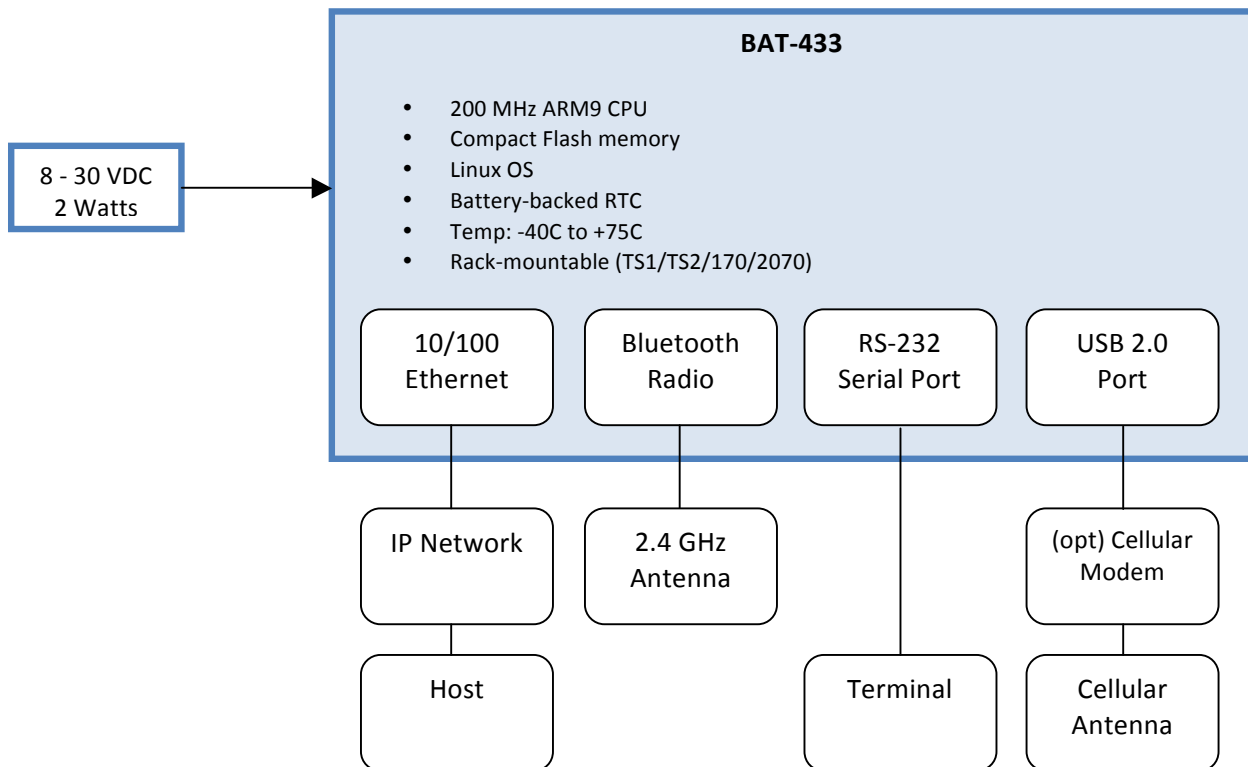 BAT-433
• 200 MHz ARM9 CPU
• Compact Flash memory
• Linux OS
• Battery-backed RTC
• Temp: -40C to +75C
• Rack-mountable (TS1/TS2/170/2070)
8 - 30 VDC
2 Watts
10/100
Ethernet
Bluetooth
Radio
RS-232
Serial Port
USB 2.0
Port
IP Network
2.4 GHz
Antenna
(opt) Cellular
Modem
Host
Terminal
Cellular
Antenna